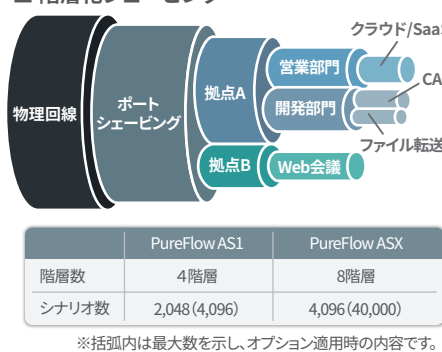 クラウド/Saa
物理回線
ポート
シェービング
拠点A
営業部門
開発部門
CA
ファイル転送
拠点B
Web会議
PureFlow AS1 PureFlow ASX
階層数 4階層 8階層
シナリオ数 2,048(4,096) 4,096(40,000)
※括弧内は最大数を示し、オプション適用時の内容です。